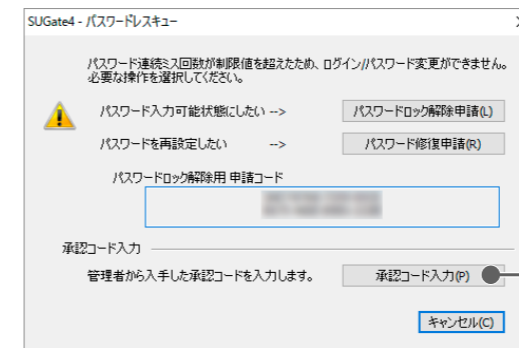 SUGate4 - パスワードレスキュー
パスワード連続ミス回数が制限値を超えたため、ログイン/パスワード変更ができません。
必要な操作を選択してください。
パスワード入力可能状態にしたい -->
パスワードロック解除申請(L)
パスワードを再設定したい -->
パスワード修復申請(R)
パスワードロック解除用 申請コード
承認コード入力
管理者から入手した承認コードを入力します。
承認コード入力(P)
キャンセル(C)